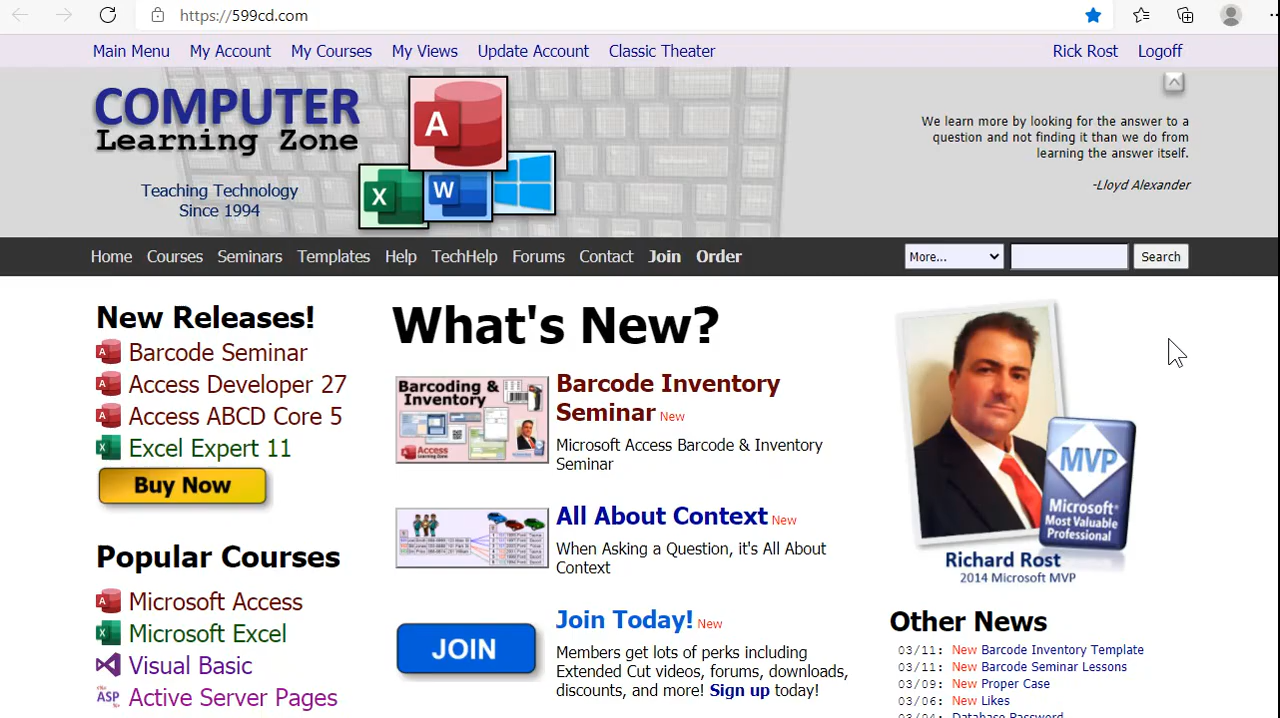 https://599cd.com
Main Menu My Account My Courses My Views Update Account Classic Theater Rick Rost Logoff
COMPUTER
Learning Zone
Teaching Technology
Since 1994
A
X
W
We learn more by looking for the answer to a
question and not finding it than we do from
learning the answer itself.
-Lloyd Alexander
Home Courses Seminars Templates Help TechHelp Forums Contact Join Order More... Search
New Releases!
A Barcode Seminar
A Access Developer 27
A Access ABCD Core 5
X Excel Expert 11
Buy Now
Popular Courses
A Microsoft Access
X Microsoft Excel
Visual Basic
ASP Active Server Pages
What's New?
Barcoding &
Inventory
Access
Barcode Inventory
Seminar New
Microsoft Access Barcode & Inventory
Seminar
All About Context New
When Asking a Question, it's All About
Context
JOIN
Join Today! New
Members get lots of perks including
Extended Cut videos, forums, downloads,
discounts, and more! Sign up today!
MVP
Microsoft®
Most Valuable
Professional
Richard Rost
2014 Microsoft MVP
Other News
03/11: New Barcode Inventory Template
03/11: New Barcode Seminar Lessons
03/09: New Proper Case
03/06: New Likes
03/04: Database Password